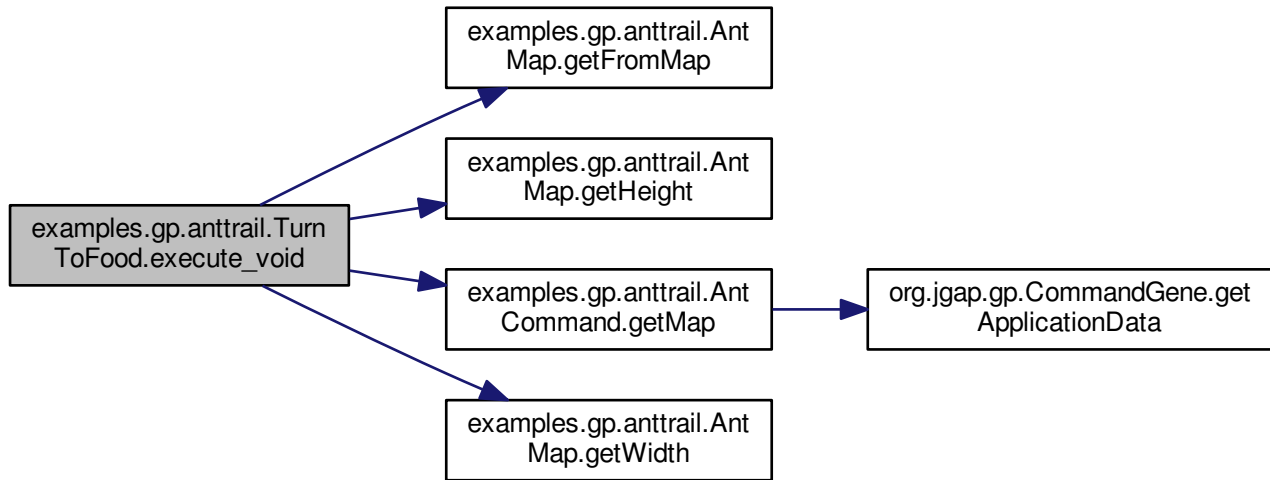 examples.gp.anttrail.Turn
ToFood.execute_void
examples.gp.anttrail.Ant
Map.getFromMap
examples.gp.anttrail.Ant
Map.getHeight
examples.gp.anttrail.Ant
Command.getMap
examples.gp.anttrail.Ant
Map.getWidth
org.jgap.gp.CommandGene.get
ApplicationData